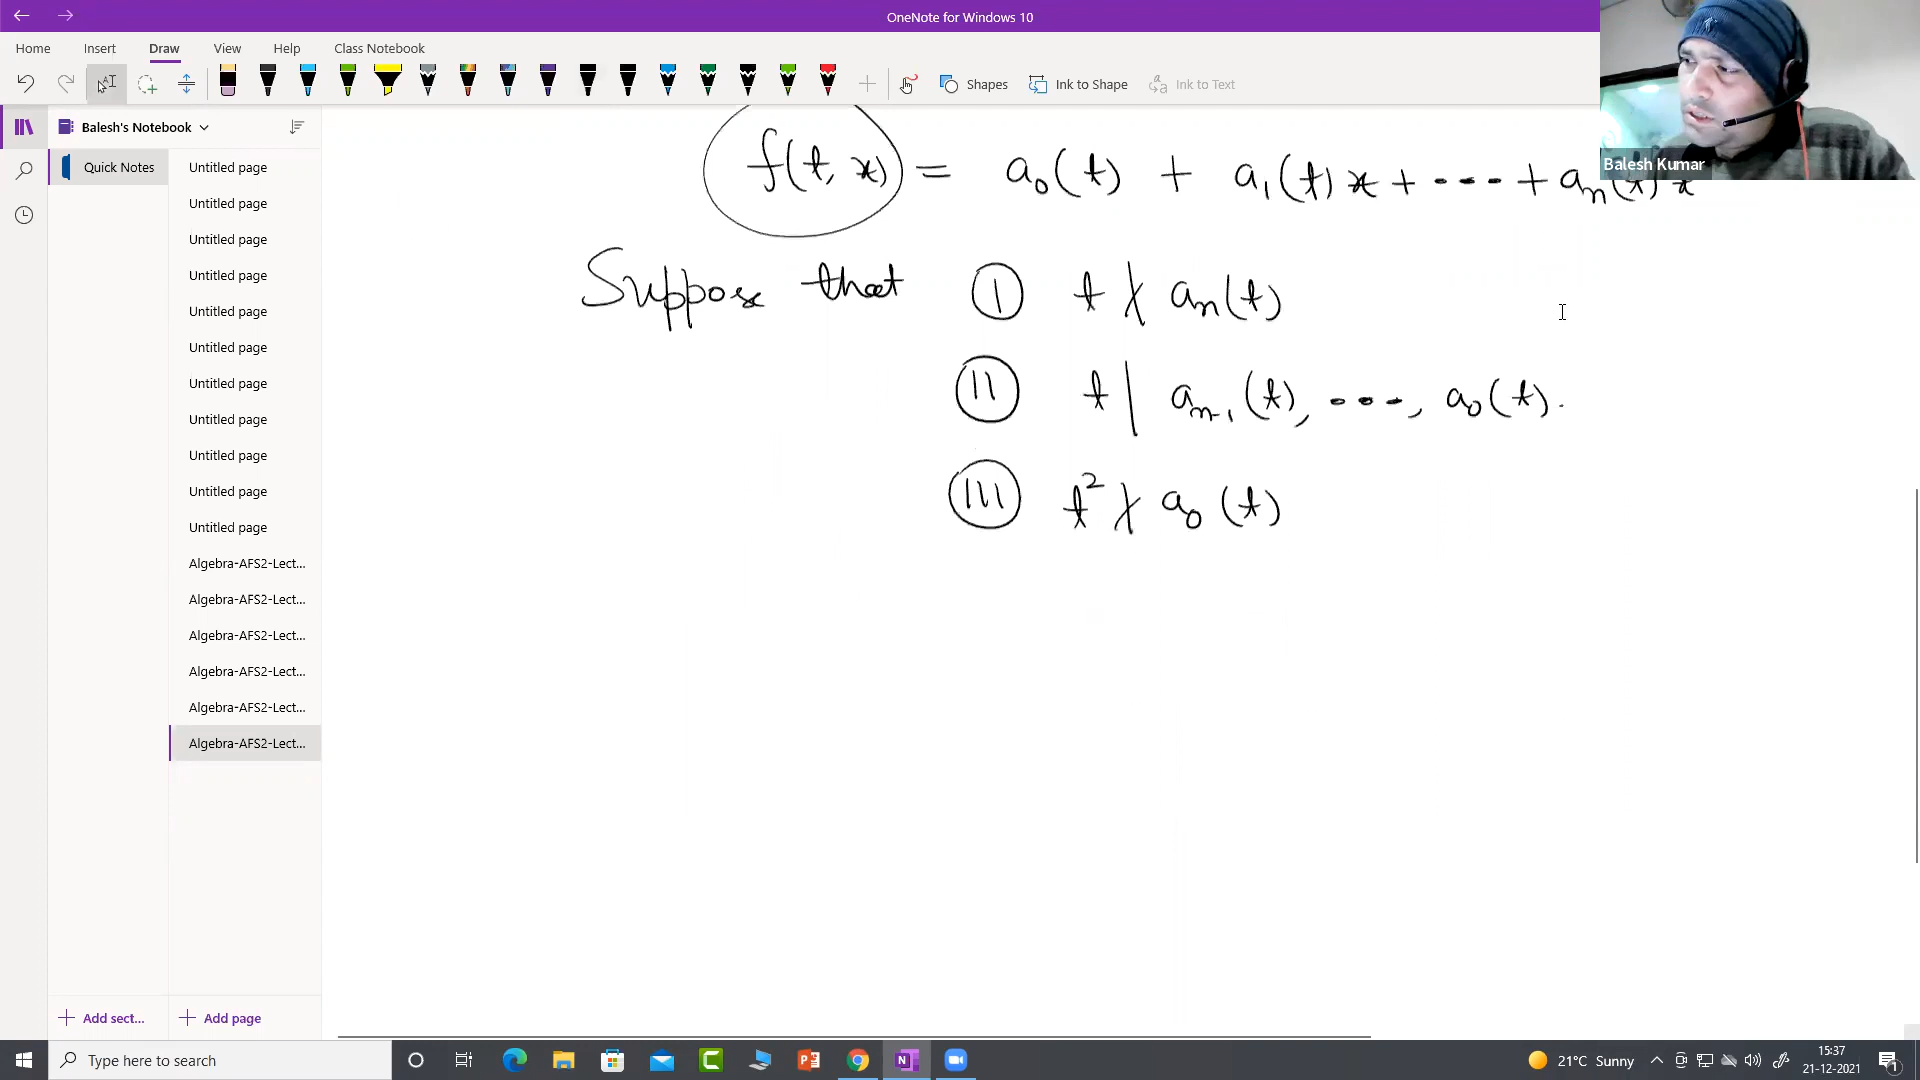 OneNote for Windows 10
Home Insert Draw View Help Class Notebook
Shapes Ink to Shape Ink to Text
Balesh's Notebook
Quick Notes
Untitled page
Untitled page
Untitled page
Untitled page
Untitled page
Untitled page
Untitled page
Untitled page
Untitled page
Untitled page
Untitled page
Algebra-AFS2-Lect...
Algebra-AFS2-Lect...
Algebra-AFS2-Lect...
Algebra-AFS2-Lect...
Algebra-AFS2-Lect...
Algebra-AFS2-Lect...
Add sect... Add page
Balesh Kumar
f(t, x) = a₀(t) + a₁(t)x + ---- + aₙ(t)x
Suppose that Ⓘ t ∤ aₙ(t)
II t | aₙ₋₁(t), ---, a₀(t).
III t² ∤ a₀(t)
Type here to search
21°C Sunny
15:37
21-12-2021
1